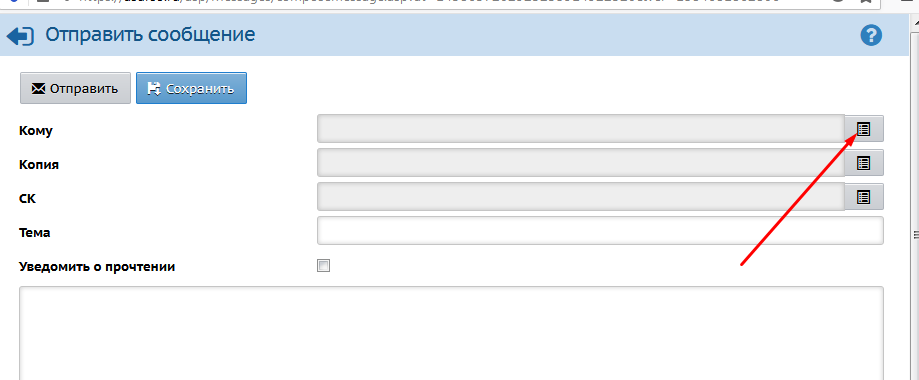 Отправить сообщение
?
Отправить
Сохранить
Кому
Копия
СК
Тема
Уведомить о прочтении